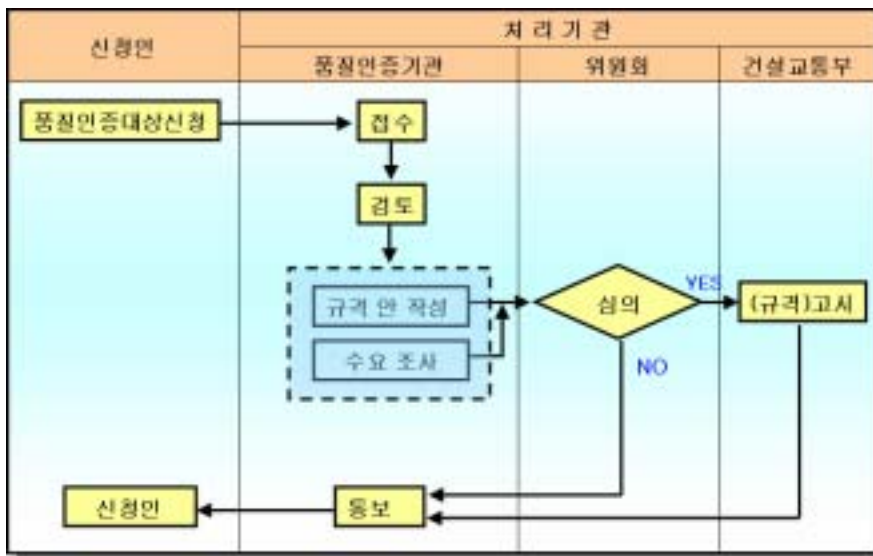 신청인
처 리 기 관
품질인증기관
위원회
건설교통부
품질인증대상신청
접수
검토
규격 안 작성
수요 조사
심의
YES
NO
(규격)고시
신청인
통보